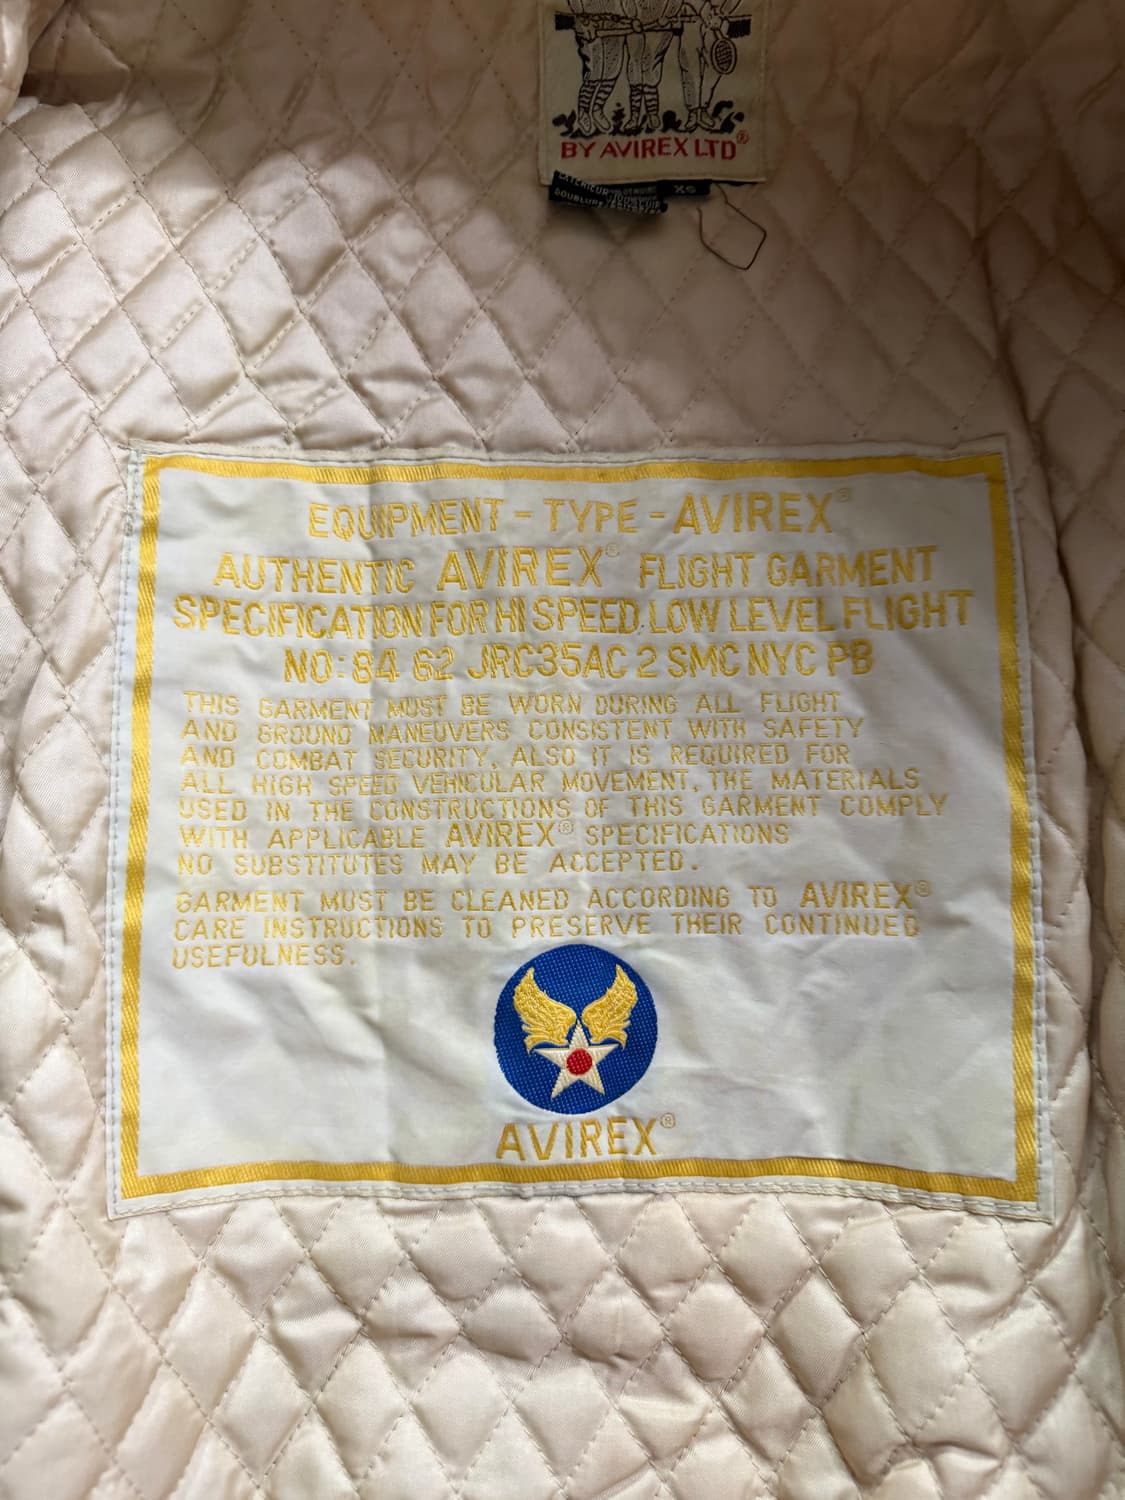 BY AVIREX LTD®
XS
EQUIPMENT - TYPE - AVIREX®
AUTHENTIC AVIREX® FLIGHT GARMENT
SPECIFICATION FOR HI SPEED. LOW LEVEL FLIGHT
NO: 84 62 JRC35AC 2 SMC NYC PB
THIS GARMENT MUST BE WORN DURING ALL FLIGHT
AND GROUND MANEUVERS CONSISTENT WITH SAFETY
AND COMBAT SECURITY. ALSO IT IS REQUIRED FOR
ALL HIGH SPEED VEHICULAR MOVEMENT, THE MATERIALS
USED IN THE CONSTRUCTIONS OF THIS GARMENT COMPLY
WITH APPLICABLE AVIREX® SPECIFICATIONS
NO SUBSTITUTES MAY BE ACCEPTED.
GARMENT MUST BE CLEANED ACCORDING TO AVIREX®
CARE INSTRUCTIONS TO PRESERVE THEIR CONTINUED
USEFULNESS.
AVIREX®